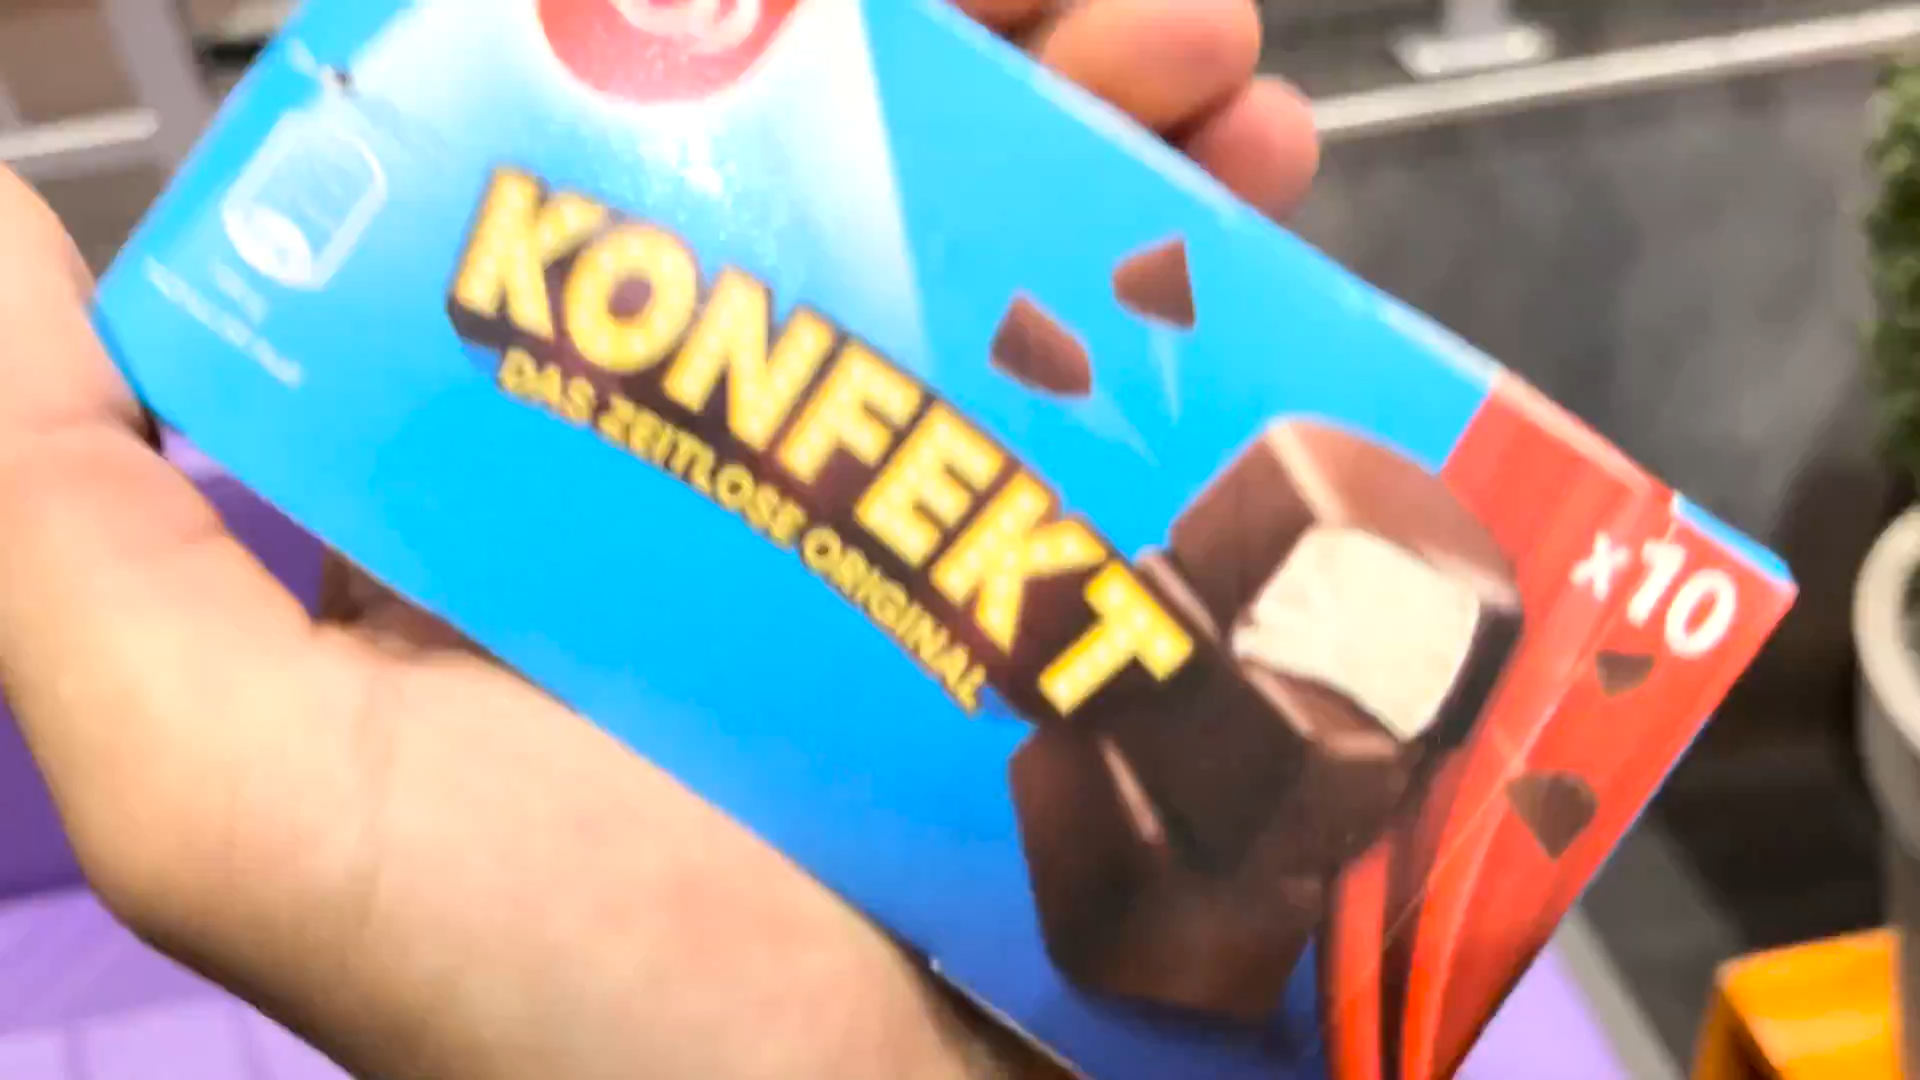 KONFEKT
DAS ZEITLOSE ORIGINAL
x10